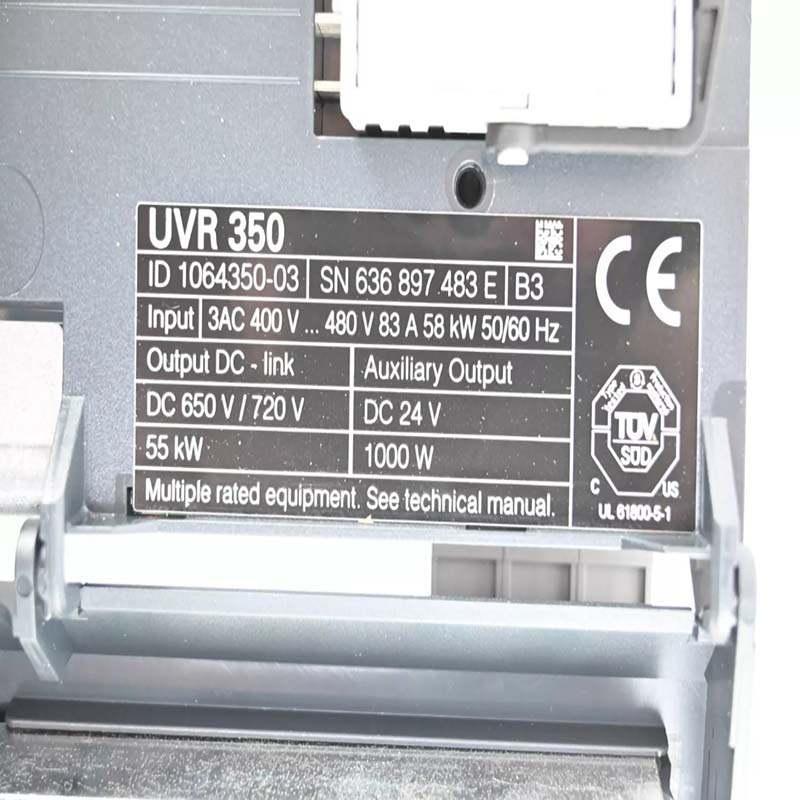 UVR 350
ID 1064350-03 SN 636 897 483 E B3
Input 3AC 400 V ... 480 V 83 A 58 kW 50/60 Hz
Output DC - link Auxiliary Output
DC 650 V / 720 V DC 24 V
55 kW 1000 W
Multiple rated equipment. See technical manual.
CE
TÜV
SÜD
C US
UL 61800-5-1